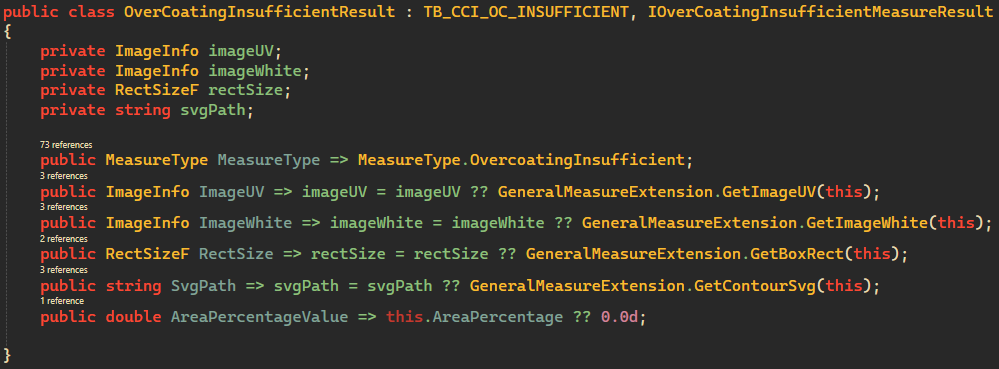 public class OverCoatingInsufficientResult : TB_CCI_OC_INSUFFICIENT, IOverCoatingInsufficientMeasureResult
{
private ImageInfo imageUV;
private ImageInfo imageWhite;
private RectSizeF rectSize;
private string svgPath;
73 references
public MeasureType MeasureType => MeasureType.OvercoatingInsufficient;
3 references
public ImageInfo ImageUV => imageUV = imageUV ?? GeneralMeasureExtension.GetImageUV(this);
3 references
public ImageInfo ImageWhite => imageWhite = imageWhite ?? GeneralMeasureExtension.GetImageWhite(this);
2 references
public RectSizeF RectSize => rectSize = rectSize ?? GeneralMeasureExtension.GetBoxRect(this);
3 references
public string SvgPath => svgPath = svgPath ?? GeneralMeasureExtension.GetContourSvg(this);
1 reference
public double AreaPercentageValue => this.AreaPercentage ?? 0.0d;
}